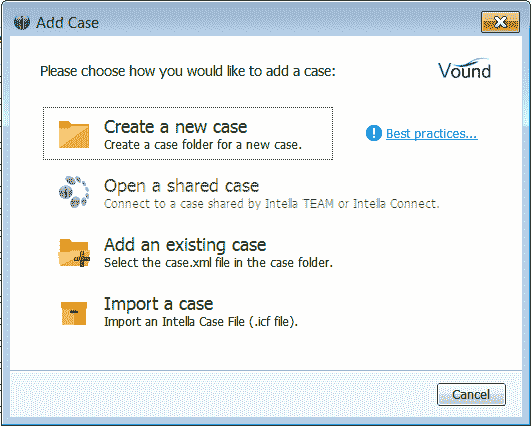 Add Case
Please choose how you would like to add a case:
Vound
Create a new case
Create a case folder for a new case.
Best practices...
Open a shared case
Connect to a case shared by Intella TEAM or Intella Connect.
Add an existing case
Select the case.xml file in the case folder.
Import a case
Import an Intella Case File (.icf file).
Cancel